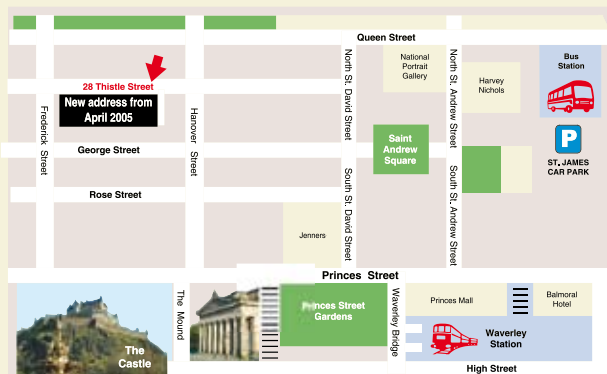 Queen Street
North St. David Street
National
Portrait
Gallery
North St. Andrew Street
Harvey
Nichols
Bus
Station
28 Thistle Street
New address from
April 2005
Frederick Street
Hanover Street
P
ST. JAMES
CAR PARK
George Street
Saint
Andrew
Square
Rose Street
South St. David Street
South St. Andrew Street
Jenners
Princes Street
The Castle
The Mound
Princes Street
Gardens
Waverley Bridge
Princes Mall
Balmoral
Hotel
Waverley
Station
High Street